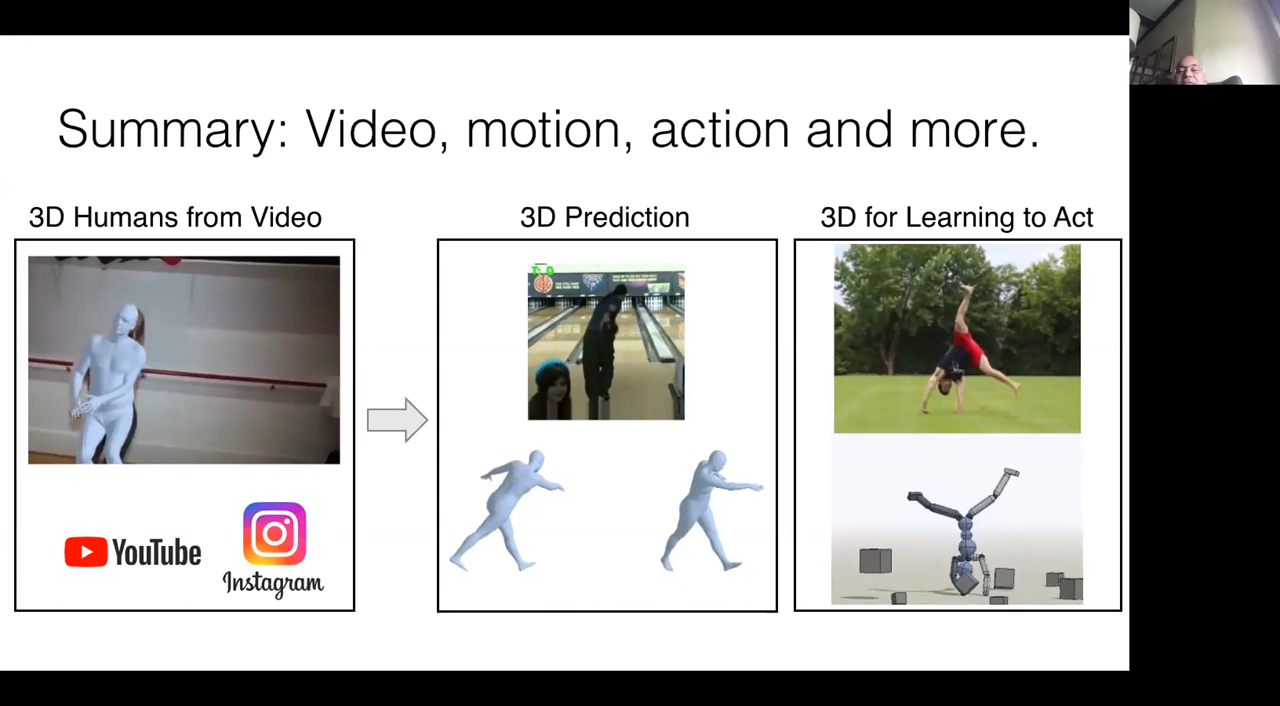 Summary: Video, motion, action and more.
3D Humans from Video
3D Prediction
3D for Learning to Act
YouTube
Instagram